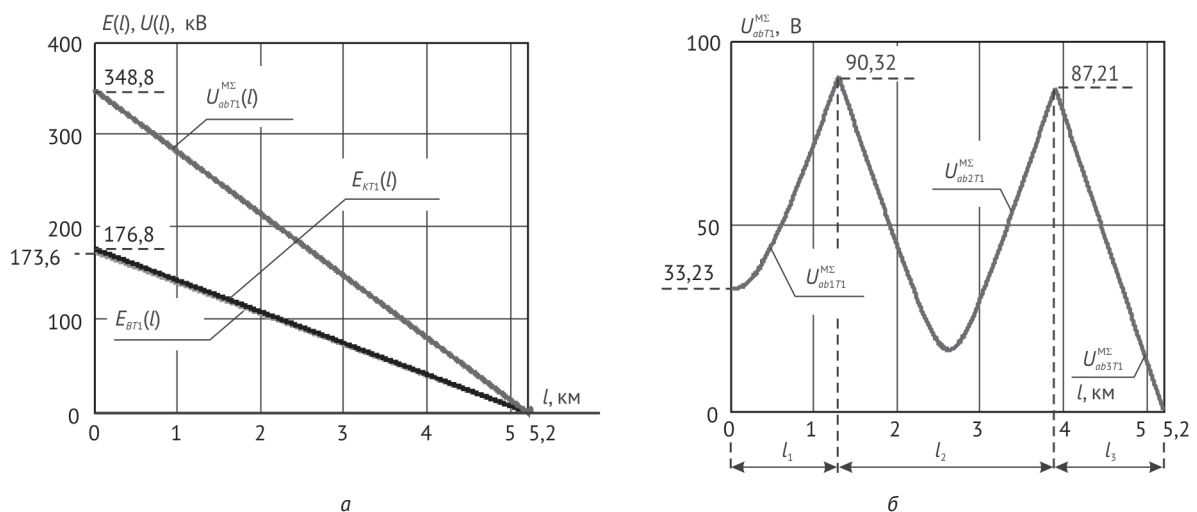 E(l), U(l), кВ
400
348,8
U^МΣ_abT1(l)
300
E_KT1(l)
200
176,8
173,6
100
E_BT1(l)
l, км
0
0 1 2 3 4 5 5,2
а
U^МΣ_abT1, В
100
90,32
87,21
U^МΣ_ab2T1
50
33,23
U^МΣ_ab1T1
U^МΣ_ab3T1
l, км
0
0 1 2 3 4 5 5,2
l₁ l₂ l₃
б